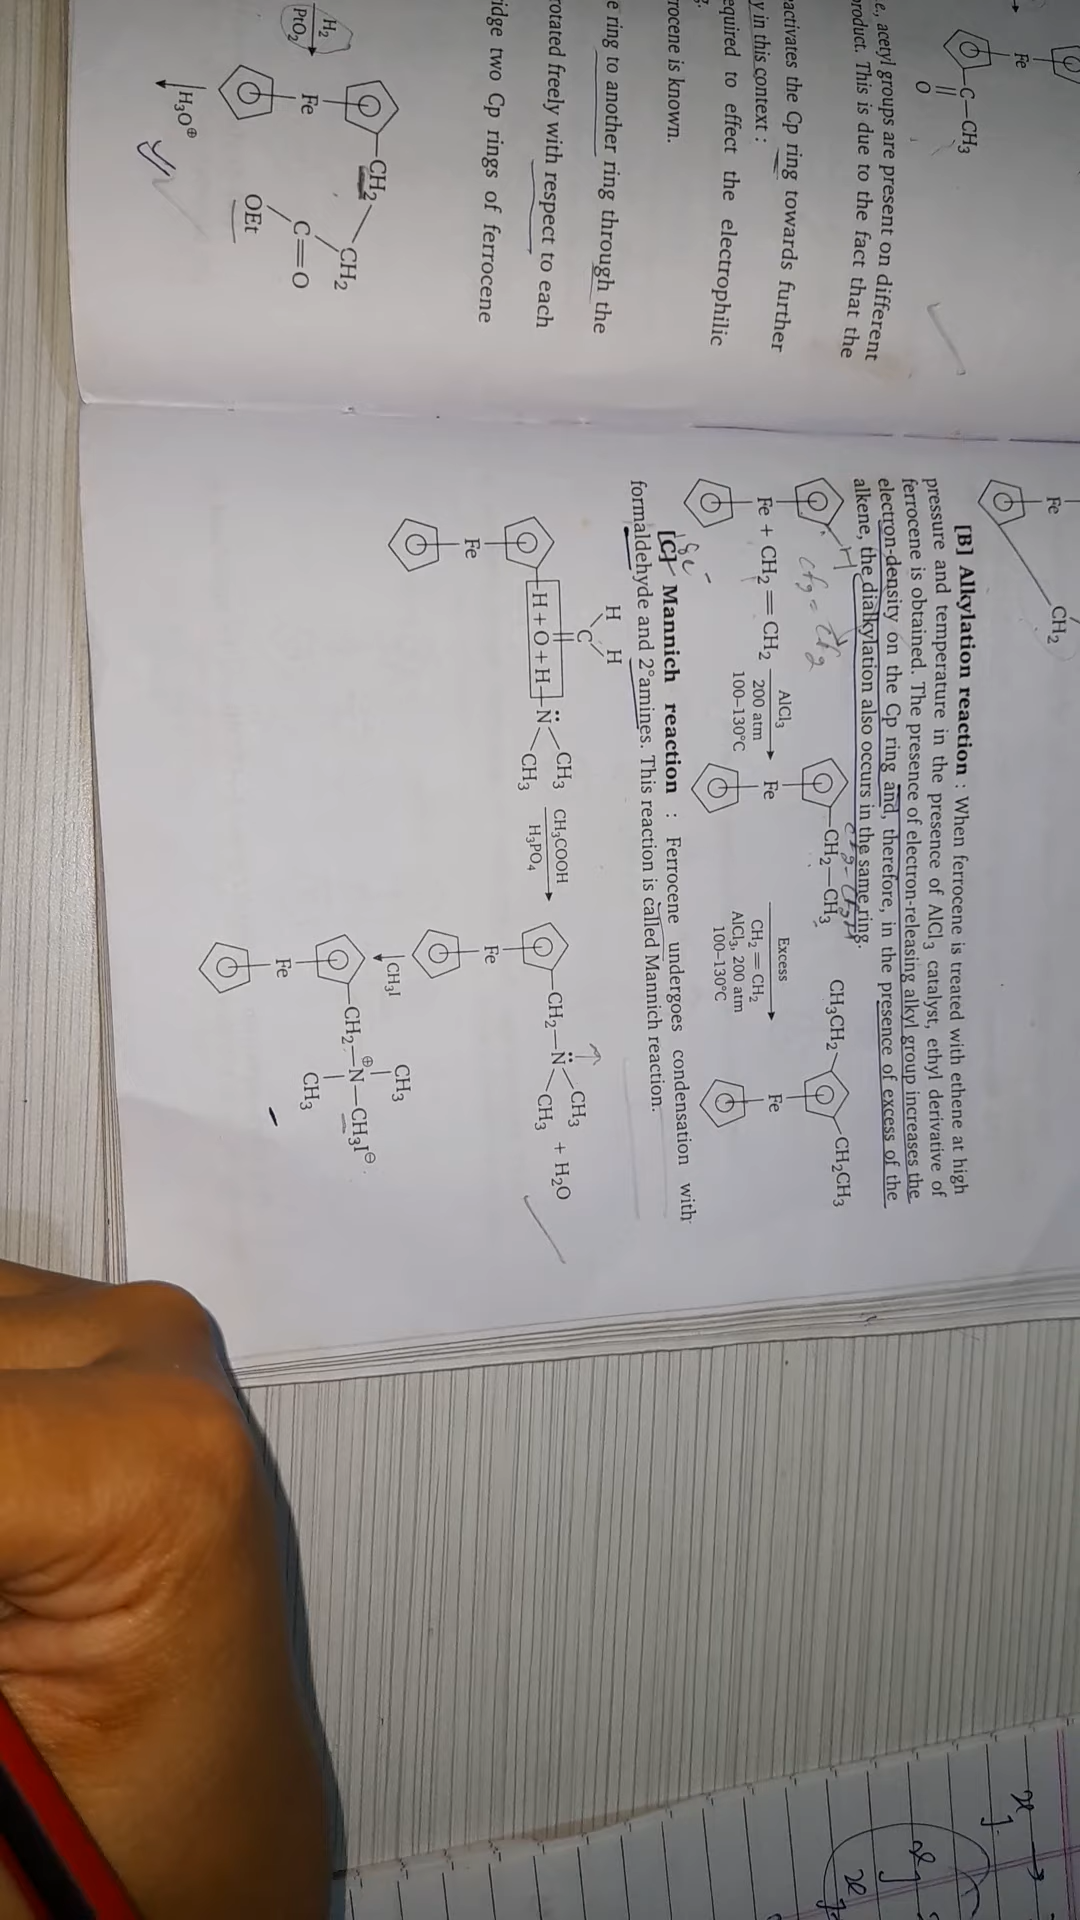 Fe
C—CH3
O
e., acetyl groups are present on different
product. This is due to the fact that the
activates the Cp ring towards further
y in this context :
equired to effect the electrophilic
rocene is known.
e ring to another ring through the
rotated freely with respect to each
idge two Cp rings of ferrocene
H2
PtO2
Fe
CH2
CH2
C=O
OEt
H3O⊕
Fe
CH2
[B] Alkylation reaction : When ferrocene is treated with ethene at high
pressure and temperature in the presence of AlCl3 catalyst, ethyl derivative of
ferrocene is obtained. The presence of electron-releasing alkyl group increases the
electron-density on the Cp ring and, therefore, in the presence of excess of the
alkene, the dialkylation also occurs in the same ring.
H
CH2=CH2
Fe + CH2=CH2
AlCl3
200 atm
100–130°C
Fe
CH2—CH3
Excess
CH2=CH2
AlCl3, 200 atm
100–130°C
CH3CH2
CH2CH3
Fe
[C] Mannich reaction : Ferrocene undergoes condensation with
formaldehyde and 2°amines. This reaction is called Mannich reaction.
H H
C
H+O+H—N̈
CH3
CH3
Fe
CH3COOH
H3PO4
CH2—N̈
CH3
CH3
+ H2O
Fe
CH3I
CH3
CH2—N⊕—CH3I⊖.
CH3
Fe
x